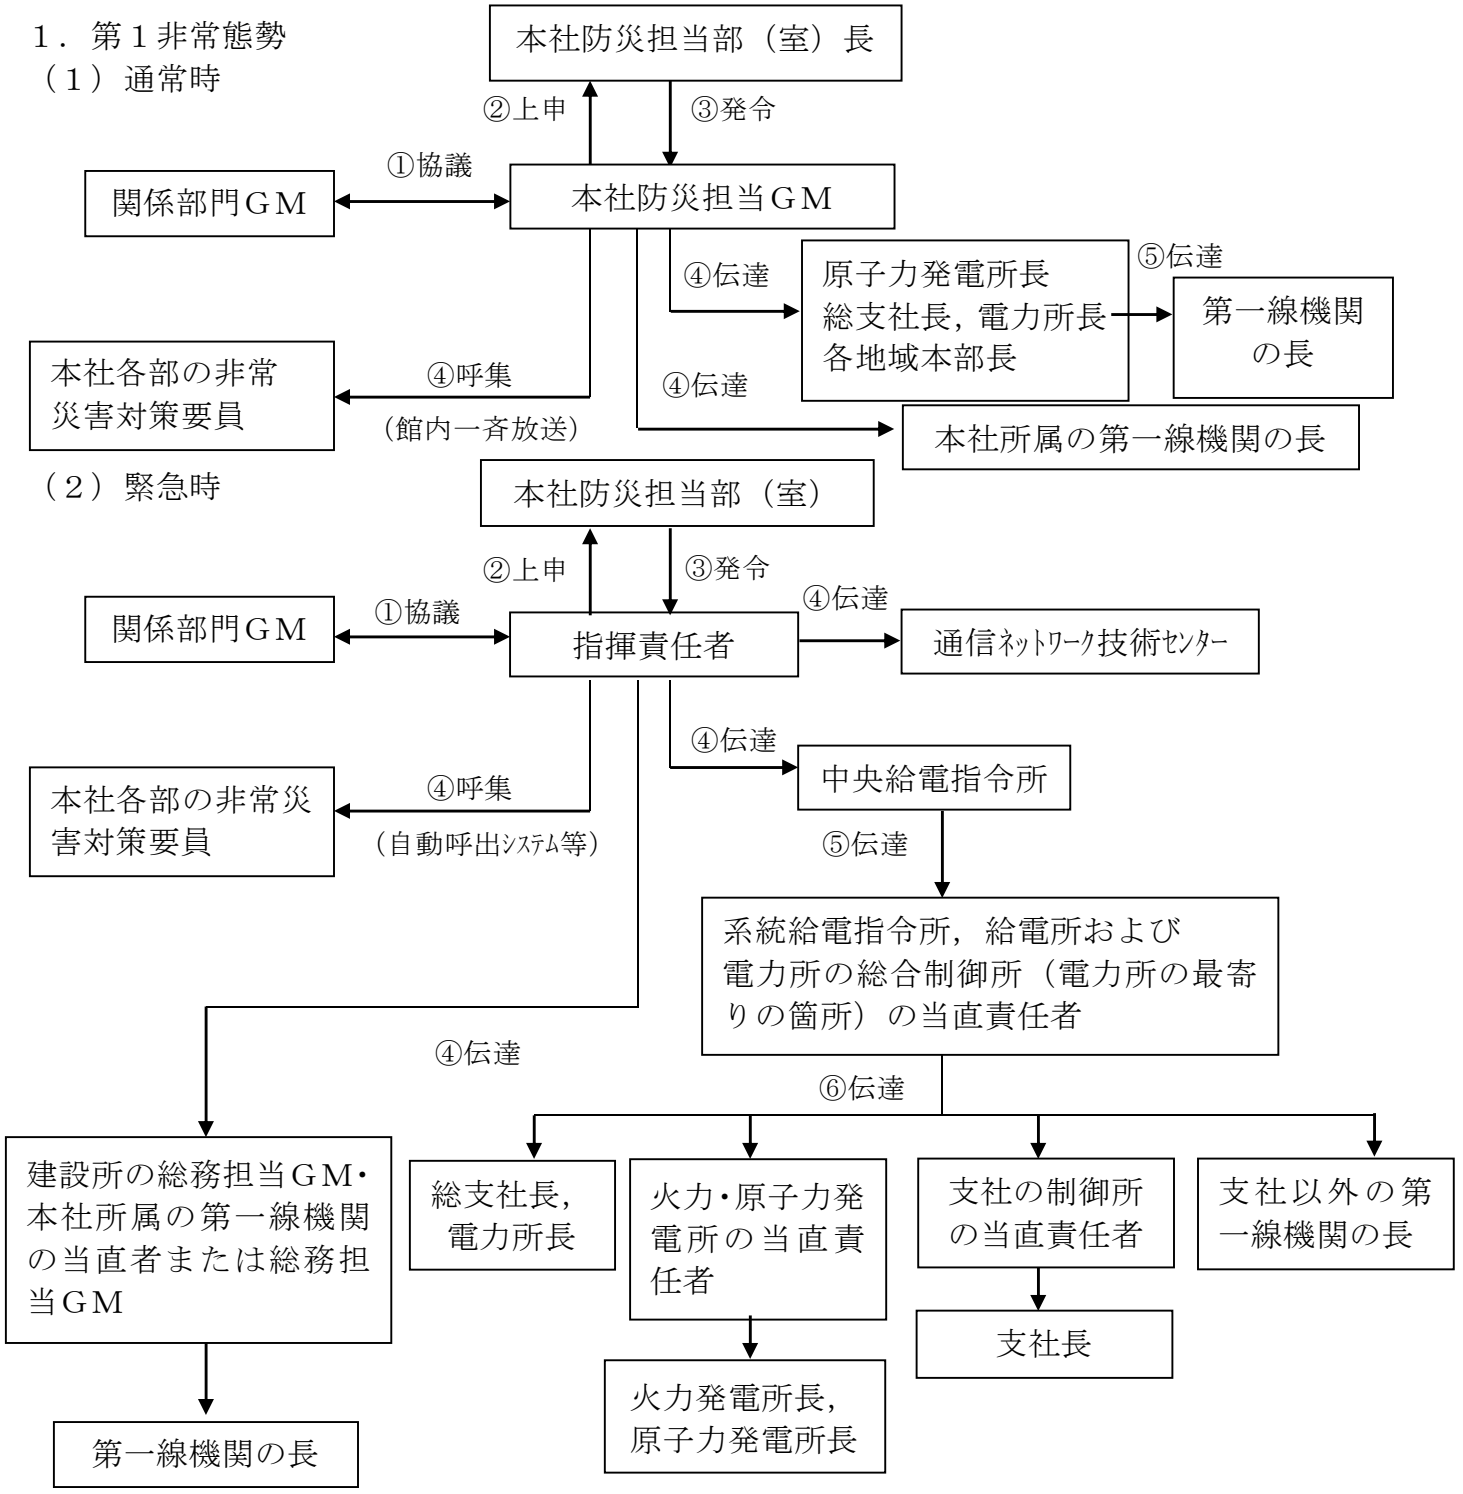 １．第１非常態勢
（１）通常時
本社防災担当部（室）長
②上申
③発令
①協議
関係部門ＧＭ
本社防災担当ＧＭ
④伝達
原子力発電所長
総支社長，電力所長
各地域本部長
⑤伝達
第一線機関
の長
本社各部の非常
災害対策要員
④呼集
（館内一斉放送）
④伝達
本社所属の第一線機関の長
（２）緊急時
本社防災担当部（室）
②上申
③発令
①協議
関係部門ＧＭ
指揮責任者
④伝達
通信ﾈｯﾄﾜｰｸ技術ｾﾝﾀｰ
④伝達
中央給電指令所
本社各部の非常災
害対策要員
④呼集
（自動呼出ｼｽﾃﾑ等）
⑤伝達
系統給電指令所，給電所および
電力所の総合制御所（電力所の最寄
りの箇所）の当直責任者
④伝達
⑥伝達
建設所の総務担当ＧＭ・
本社所属の第一線機関
の当直者または総務担
当ＧＭ
総支社長，
電力所長
火力・原子力発
電所の当直責
任者
支社の制御所
の当直責任者
支社以外の第
一線機関の長
支社長
火力発電所長，
原子力発電所長
第一線機関の長